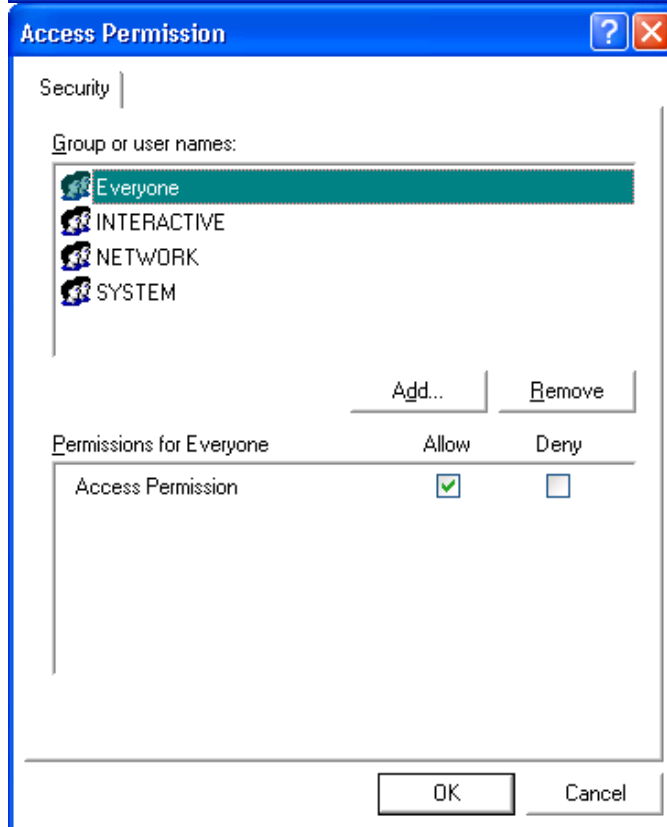 Access Permission
Security
Group or user names:
Everyone
INTERACTIVE
NETWORK
SYSTEM
Add... Remove
Permissions for Everyone Allow Deny
Access Permission
OK Cancel